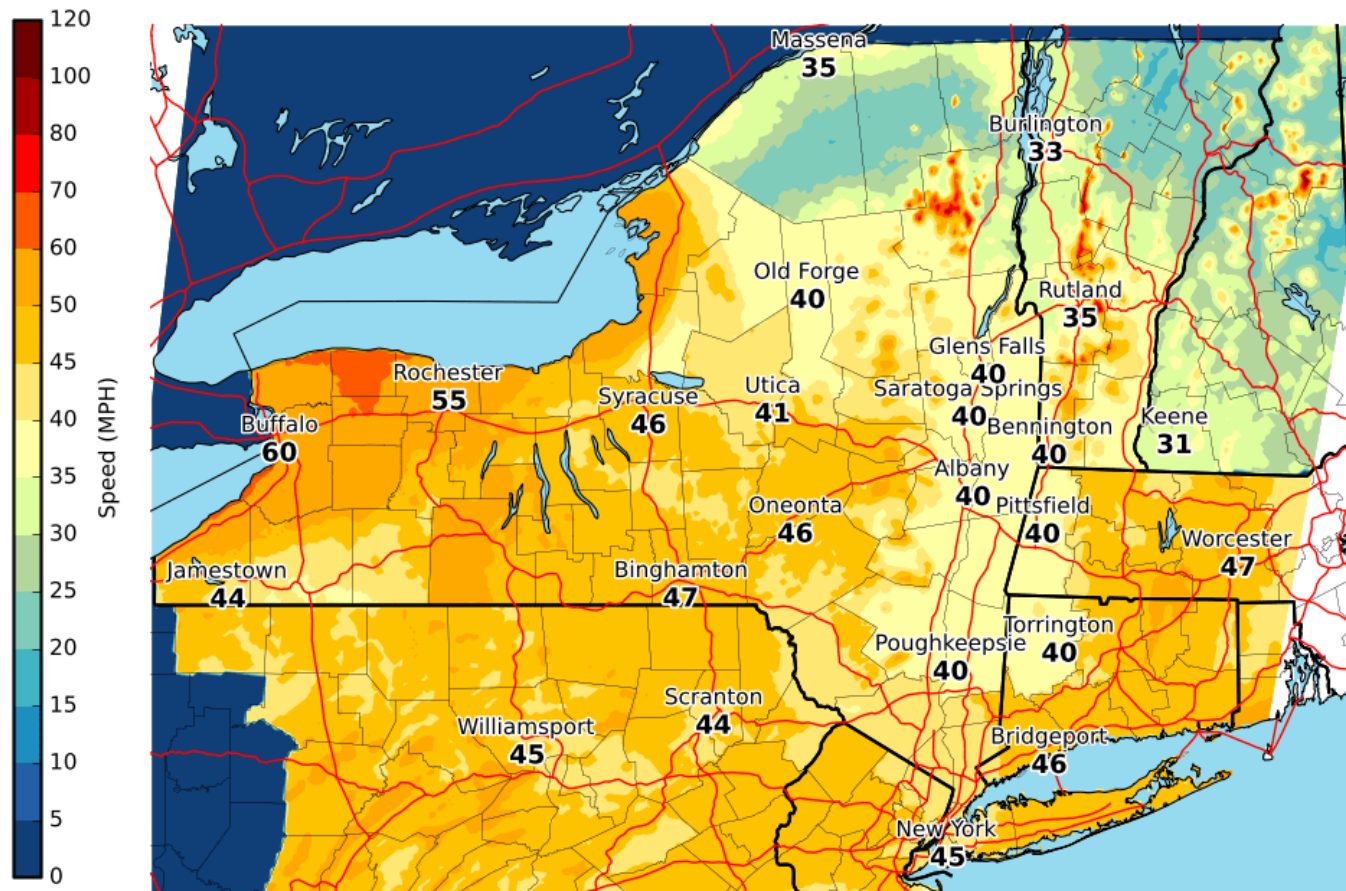 120
100
80
70
60
50
45
40
35
30
25
20
15
10
5
0
Speed (MPH)
Massena
35
Burlington
33
Old Forge
40
Rutland
35
Glens Falls
40
Rochester
55
Syracuse
46
Utica
41
Saratoga Springs
40
Buffalo
60
Bennington
40
Keene
31
Albany
40
Oneonta
46
Pittsfield
40
Worcester
47
Jamestown
44
Binghamton
47
Torrington
40
Poughkeepsie
40
Scranton
44
Williamsport
45
Bridgeport
46
New York
45